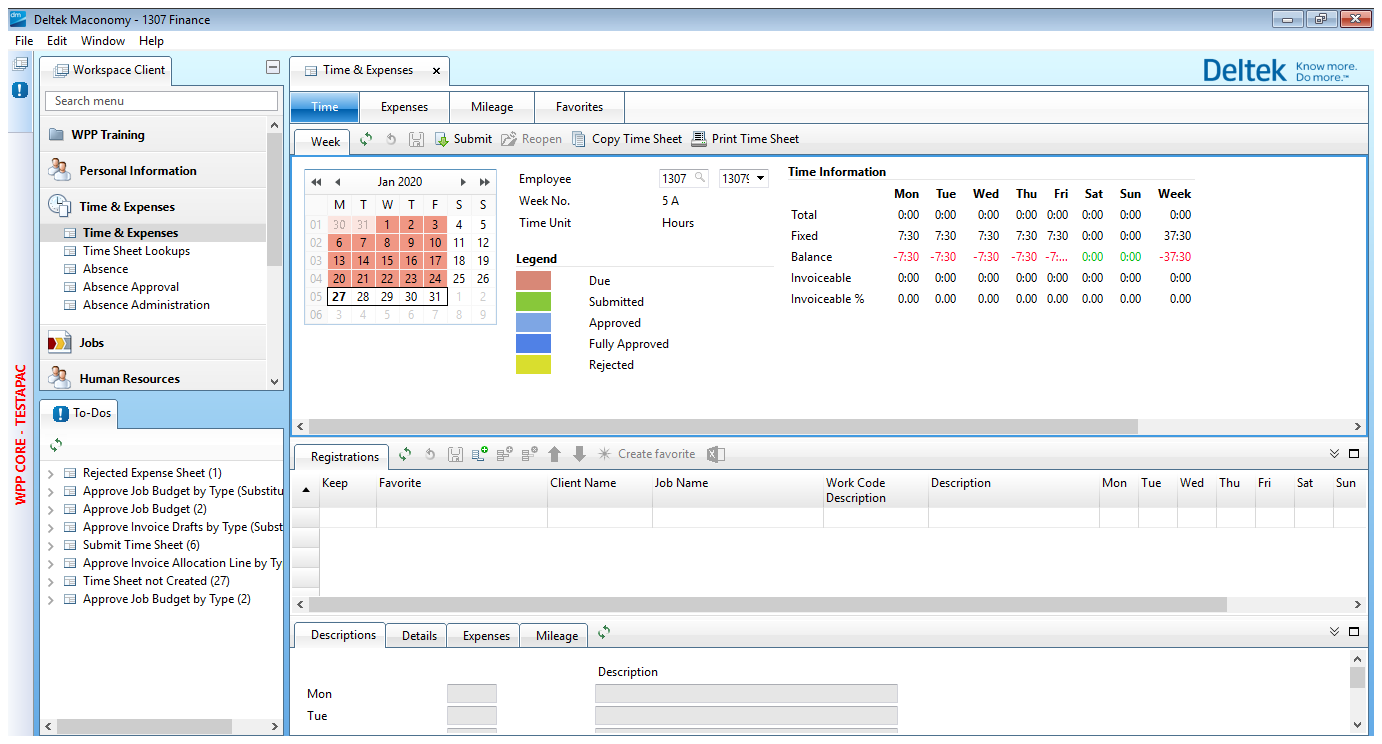 Deltek Maconomy - 1307 Finance
File Edit Window Help
Workspace Client
Search menu
WPP Training
Personal Information
Time & Expenses
Time & Expenses
Time Sheet Lookups
Absence
Absence Approval
Absence Administration
Jobs
Human Resources
WPP CORE - TESTAPAC
To-Dos
Rejected Expense Sheet (1)
Approve Job Budget by Type (Substitu
Approve Job Budget (2)
Approve Invoice Drafts by Type (Subst
Submit Time Sheet (6)
Approve Invoice Allocation Line by Ty
Time Sheet not Created (27)
Approve Job Budget by Type (2)
Time & Expenses
Deltek Know more. Do more.™
Time Expenses Mileage Favorites
Week Submit Reopen Copy Time Sheet Print Time Sheet
Jan 2020
M T W T F S S
01 30 31 1 2 3 4 5
02 6 7 8 9 10 11 12
03 13 14 15 16 17 18 19
04 20 21 22 23 24 25 26
05 27 28 29 30 31 1 2
06 3 4 5 6 7 8 9
Employee 1307 1307
Week No. 5 A
Time Unit Hours
Legend
Due
Submitted
Approved
Fully Approved
Rejected
Time Information
Mon Tue Wed Thu Fri Sat Sun Week
Total 0:00 0:00 0:00 0:00 0:00 0:00 0:00 0:00
Fixed 7:30 7:30 7:30 7:30 7:30 0:00 0:00 37:30
Balance -7:30 -7:30 -7:30 -7:30 -7:... 0:00 0:00 -37:30
Invoiceable 0:00 0:00 0:00 0:00 0:00 0:00 0:00 0:00
Invoiceable % 0.00 0.00 0.00 0.00 0.00 0.00 0.00 0.00
Registrations Create favorite
Keep Favorite Client Name Job Name Work Code Description Description Mon Tue Wed Thu Fri Sat Sun
Descriptions Details Expenses Mileage
Description
Mon
Tue